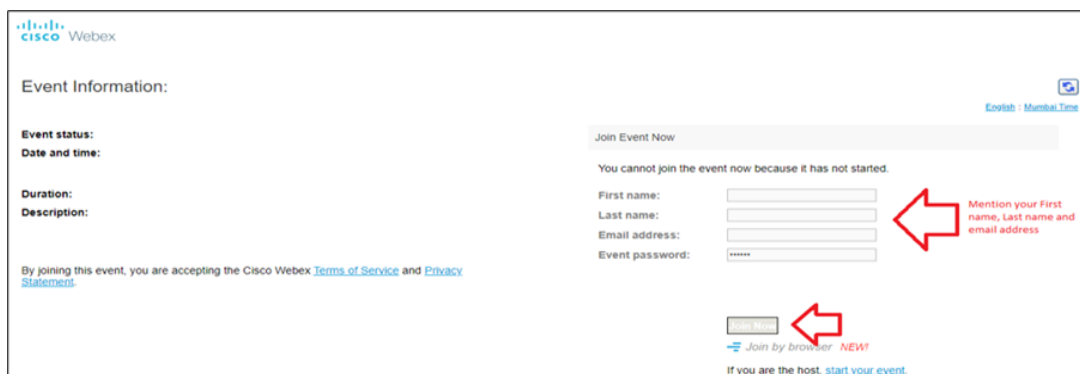 CISCO Webex
Event Information:
English : Mumbai Time
Event status:
Date and time:
Duration:
Description:
By joining this event, you are accepting the Cisco Webex Terms of Service and Privacy
Statement.
Join Event Now
You cannot join the event now because it has not started.
First name:
Last name:
Email address:
Event password: ••••••
Mention your First
name, Last name and
email address
Join Now
Join by browser NEW!
If you are the host, start your event.